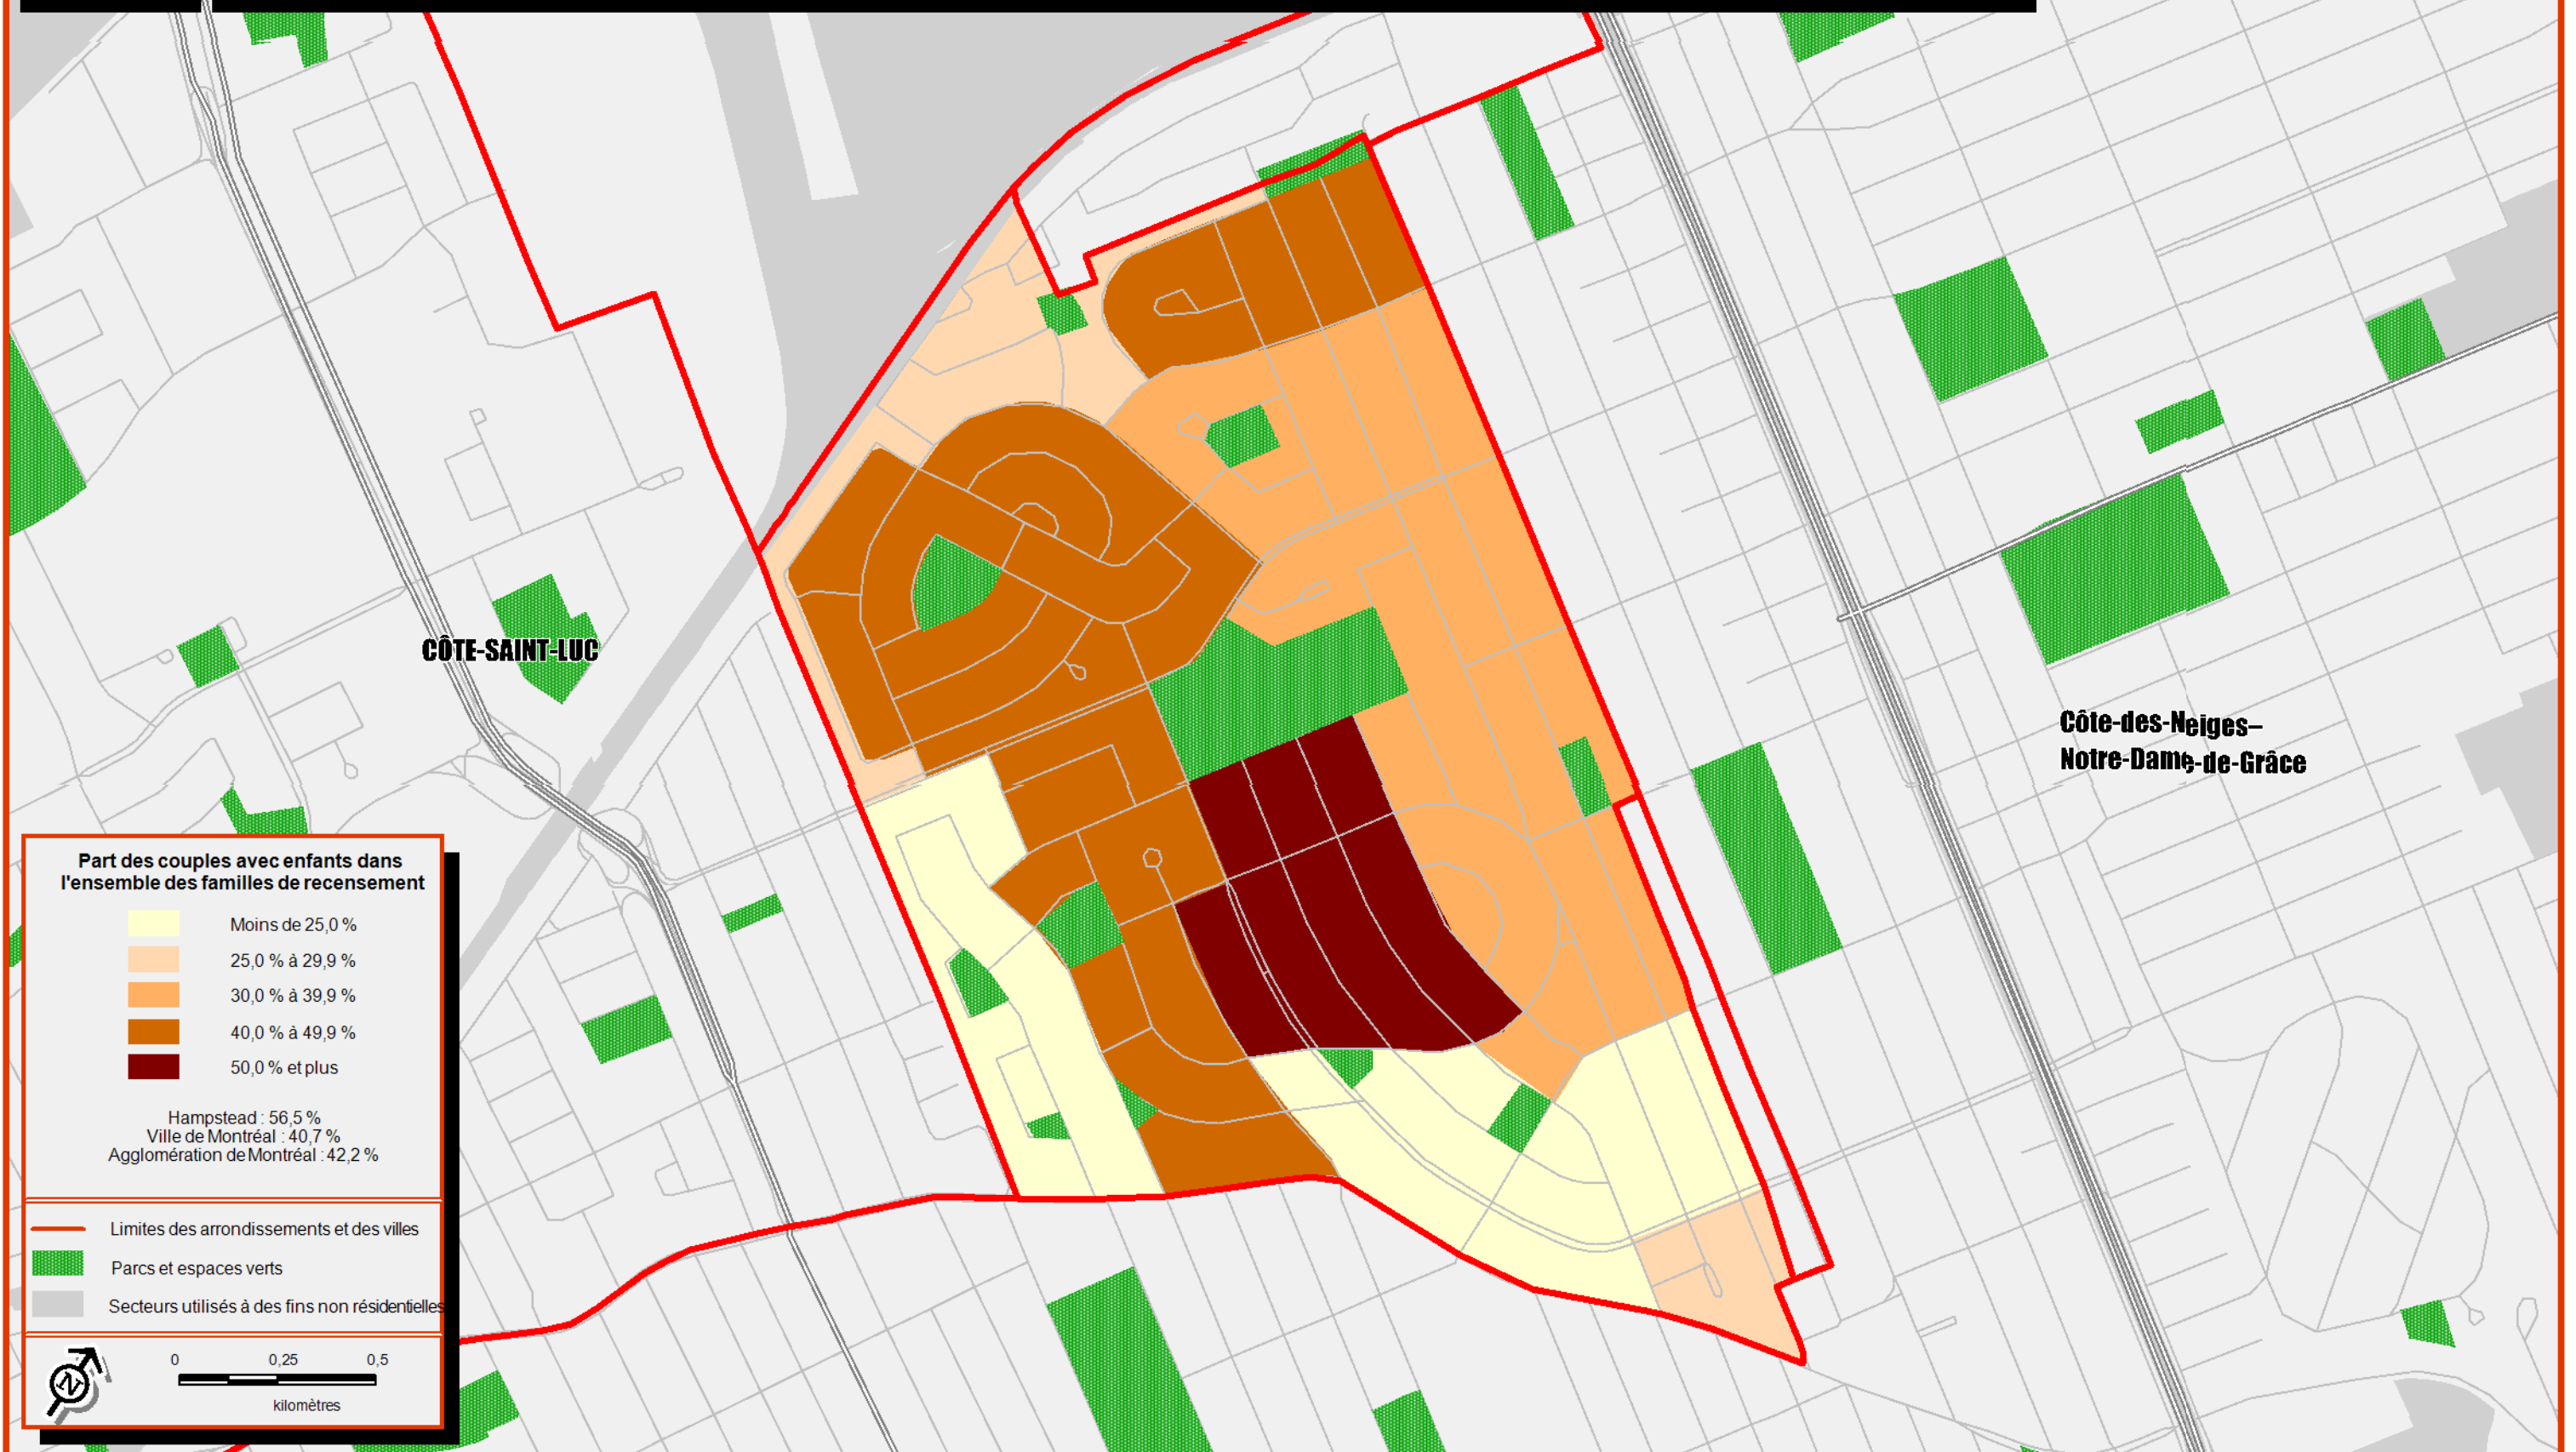 CÔTE-SAINT-LUC
Côte-des-Neiges–
Notre-Dame-de-Grâce
Part des couples avec enfants dans
l'ensemble des familles de recensement
Moins de 25,0 %
25,0 % à 29,9 %
30,0 % à 39,9 %
40,0 % à 49,9 %
50,0 % et plus
Hampstead : 56,5 %
Ville de Montréal : 40,7 %
Agglomération de Montréal : 42,2 %
Limites des arrondissements et des villes
Parcs et espaces verts
Secteurs utilisés à des fins non résidentielles
N
0 0,25 0,5
kilomètres